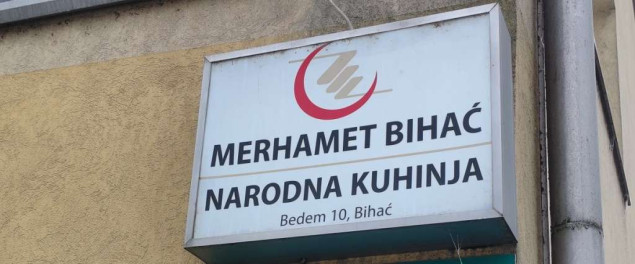 MERHAMET BIHAĆ
NARODNA KUHINJA
Bedem 10, Bihać